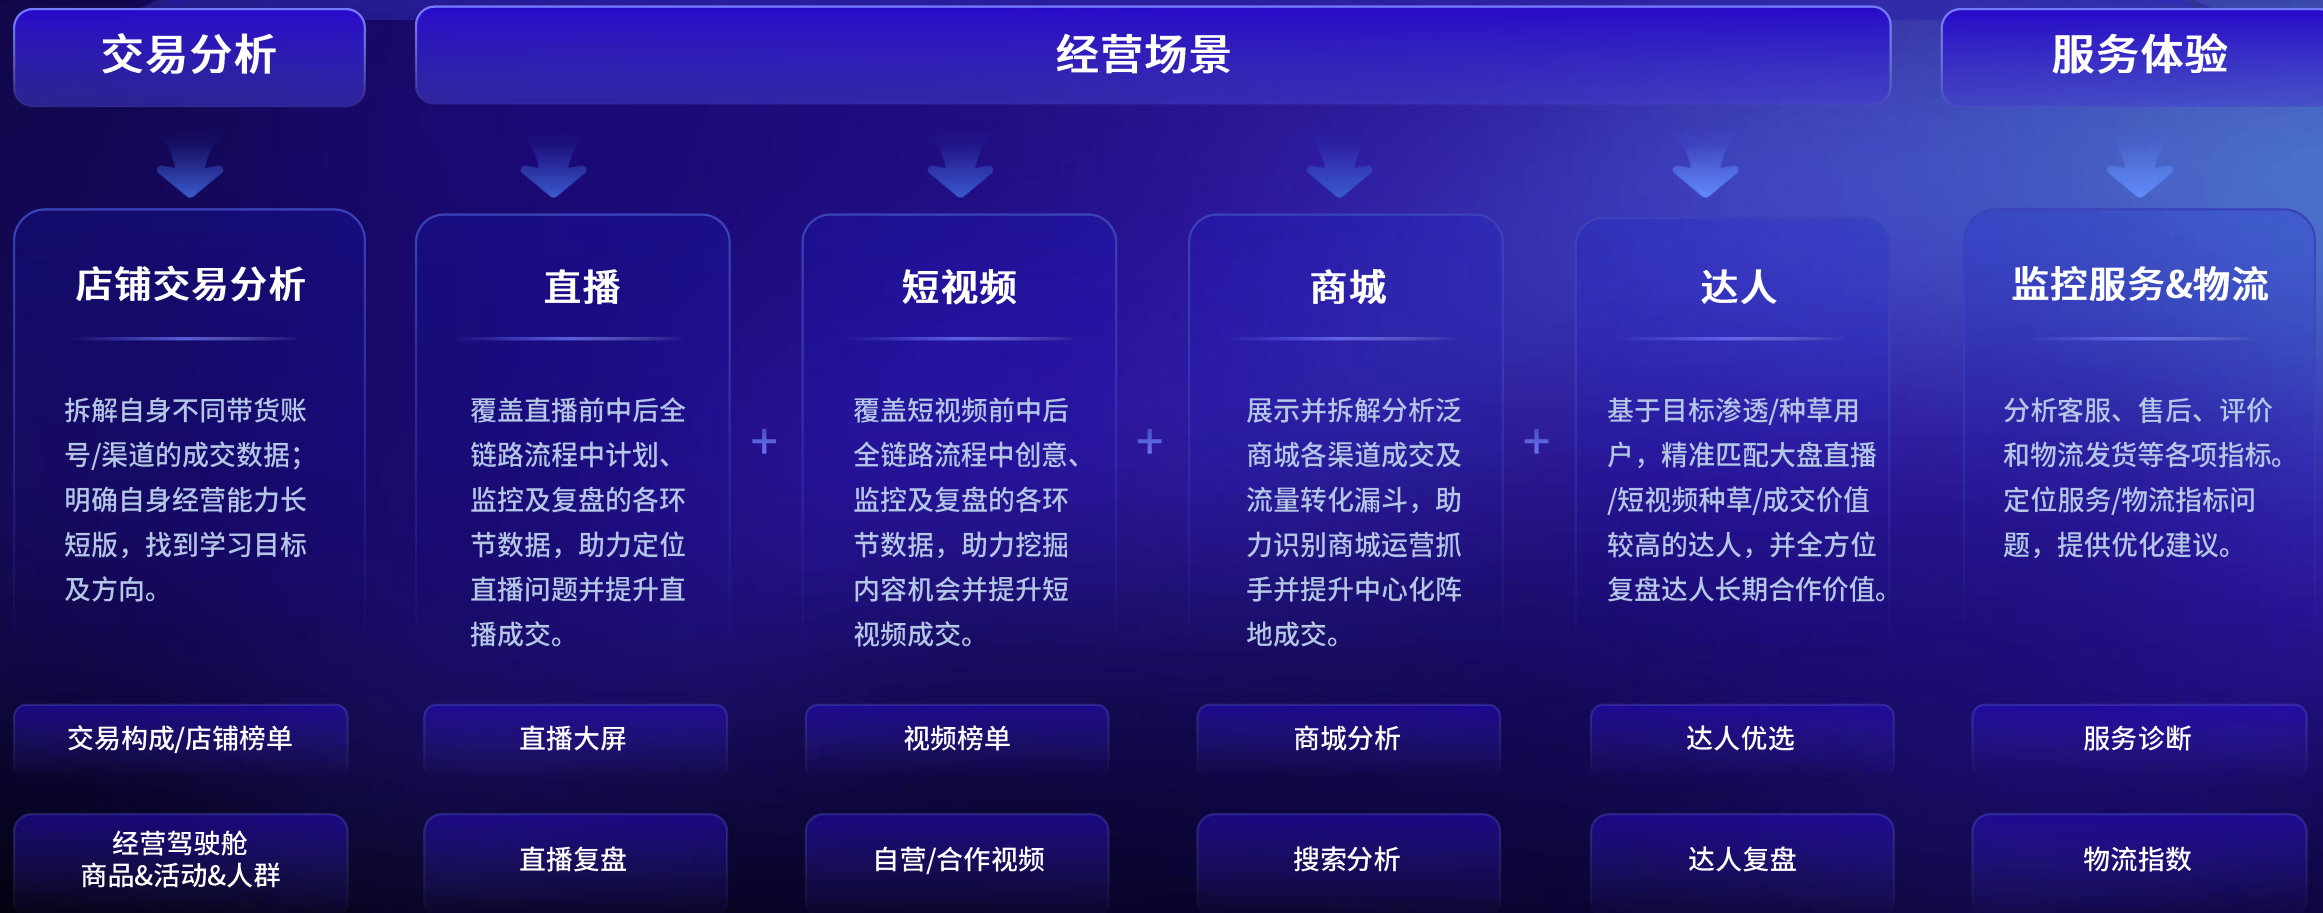 交易分析
经营场景
服务体验
店铺交易分析
拆解自身不同带货账
号/渠道的成交数据；
明确自身经营能力长
短版，找到学习目标
及方向。
直播
覆盖直播前中后全
链路流程中计划、
监控及复盘的各环
节数据，助力定位
直播问题并提升直
播成交。
+
短视频
覆盖短视频前中后
全链路流程中创意、
监控及复盘的各环
节数据，助力挖掘
内容机会并提升短
视频成交。
+
商城
展示并拆解分析泛
商城各渠道成交及
流量转化漏斗，助
力识别商城运营抓
手并提升中心化阵
地成交。
+
达人
基于目标渗透/种草用
户，精准匹配大盘直播
/短视频种草/成交价值
较高的达人，并全方位
复盘达人长期合作价值。
监控服务&物流
分析客服、售后、评价
和物流发货等各项指标。
定位服务/物流指标问
题，提供优化建议。
交易构成/店铺榜单
直播大屏
视频榜单
商城分析
达人优选
服务诊断
经营驾驶舱
商品&活动&人群
直播复盘
自营/合作视频
搜索分析
达人复盘
物流指数